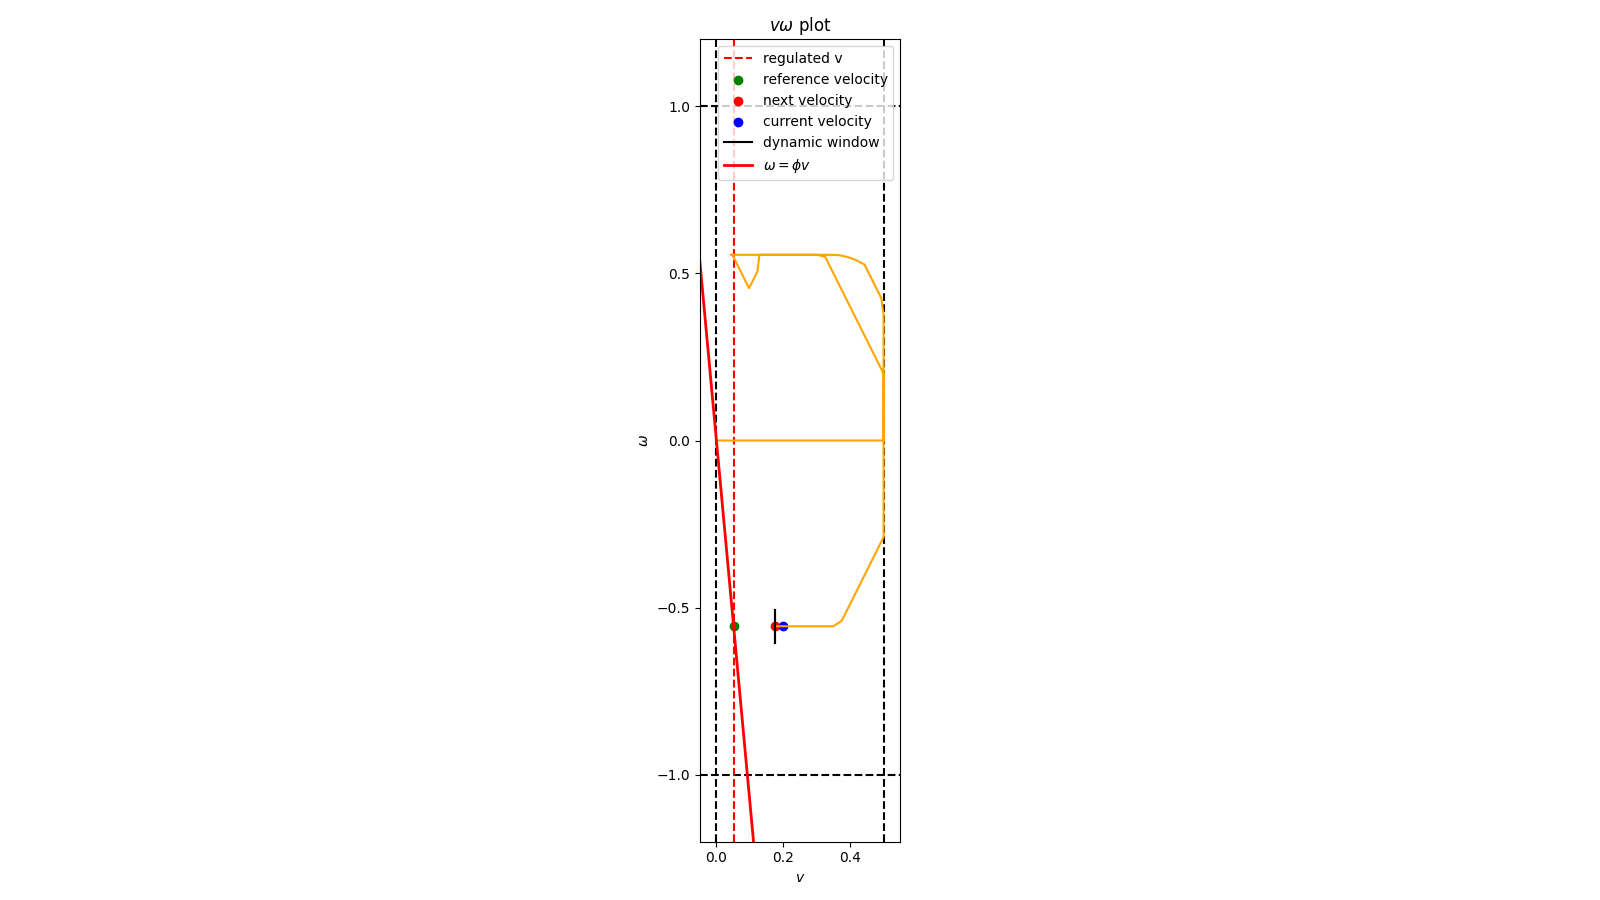 vω plot
regulated v
reference velocity
next velocity
current velocity
dynamic window
ω = ϕv
1.0
0.5
0.0
−0.5
−1.0
ω
0.0 0.2 0.4
v